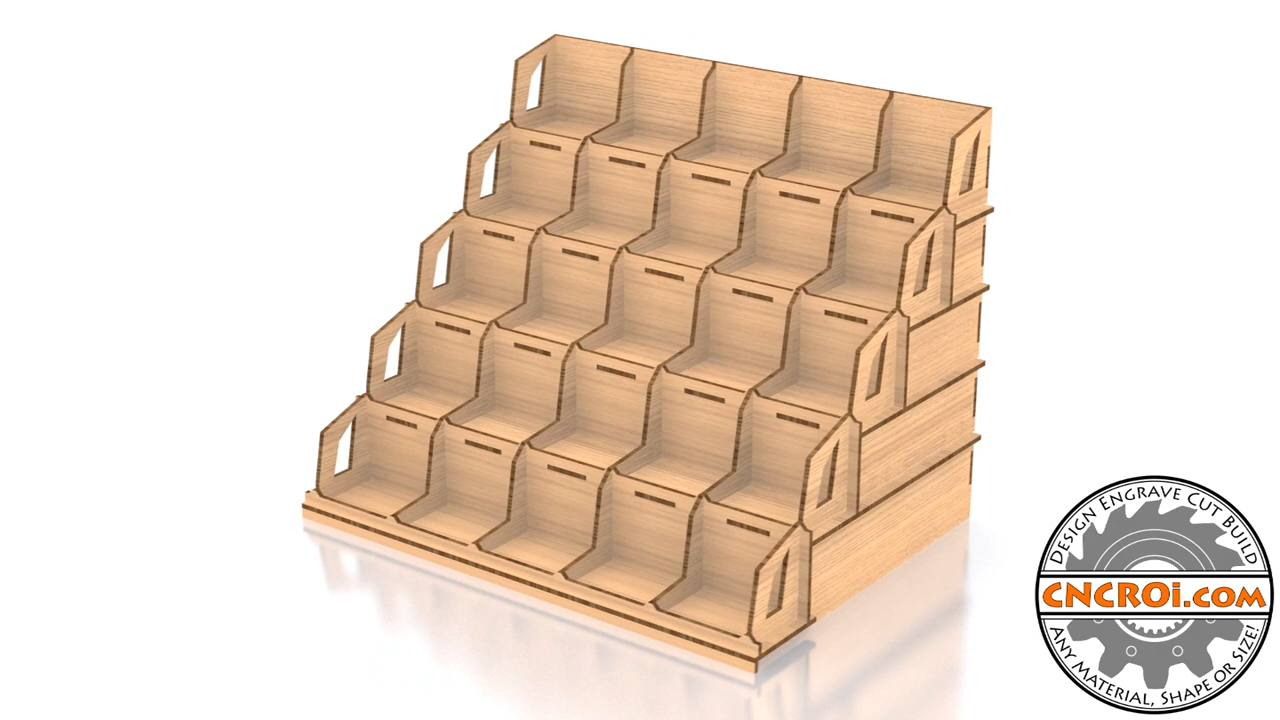 DESIGN ENGRAVE CUT BUILD
CNCROi.com
ANY MATERIAL, SHAPE OR SIZE!